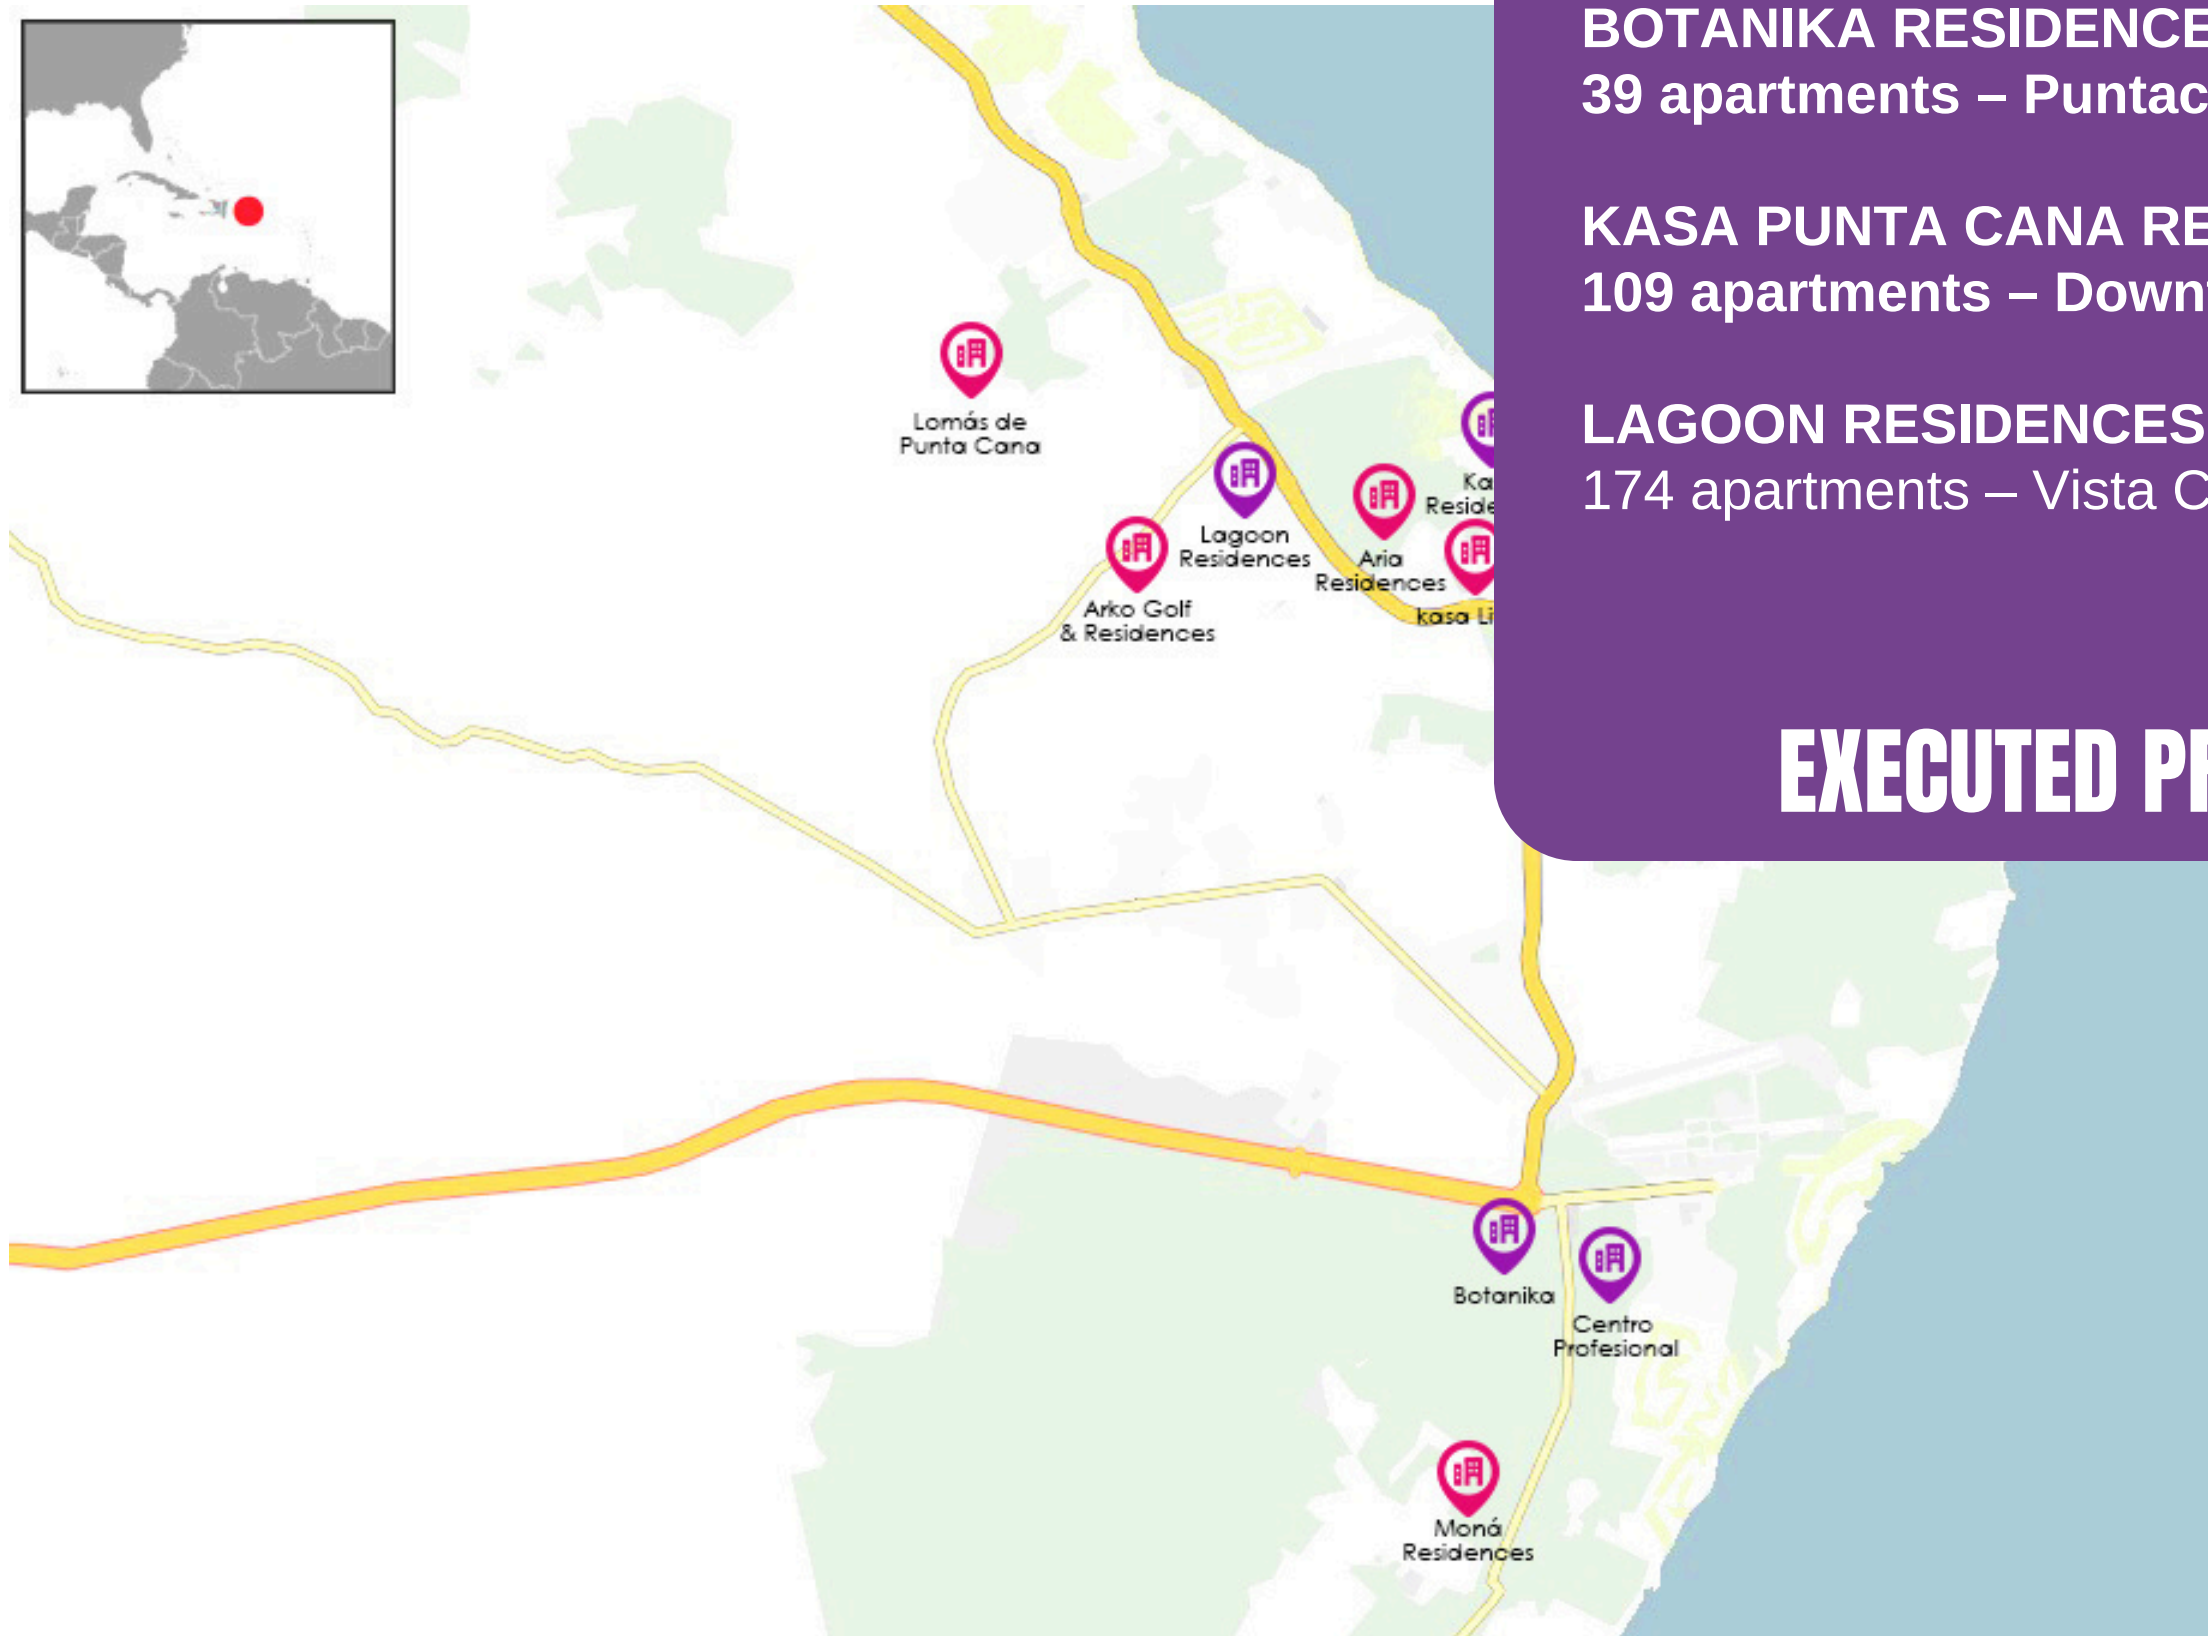 BOTANIKA RESIDENCE
39 apartments – Puntac
KASA PUNTA CANA RE
109 apartments – Down
LAGOON RESIDENCES
174 apartments – Vista C
EXECUTED
Lomás de
Punta Cana
Lagoon
Residences
Aria
Residences
kasa
Arko Golf
& Residences
Botanika
Centro
Profesional
Moná
Residences